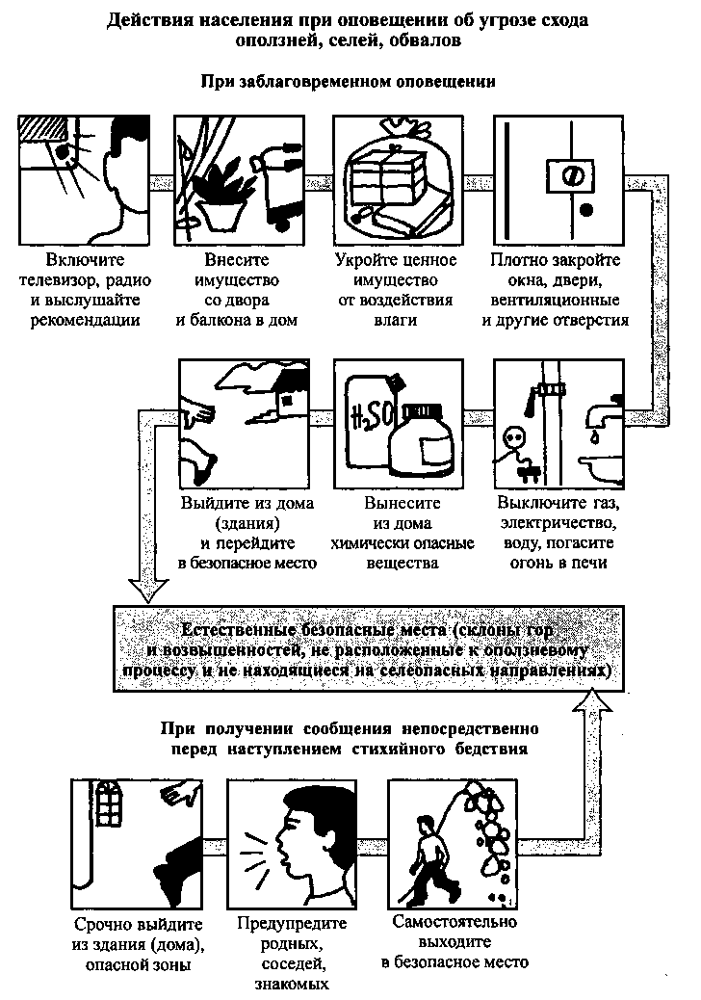 Действия населения при оповещении об угрозе схода
оползней, селей, обвалов
При заблаговременном оповещении
Включите
телевизор, радио
и выслушайте
рекомендации
Внесите
имущество
со двора
и балкона в дом
Укройте ценное
имущество
от воздействия
влаги
Плотно закройте
окна, двери,
вентиляционные
и другие отверстия
H₂SO
Выйдите из дома
(здания)
и перейдите
в безопасное место
Вынесите
из дома
химически опасные
вещества
Выключите газ,
электричество,
воду, погасите
огонь в печи
Естественные безопасные места (склоны гор
и возвышенностей, не расположенные к оползневому
процессу и не находящиеся на селеопасных направлениях)
При получении сообщения непосредственно
перед наступлением стихийного бедствия
Срочно выйдите
из здания (дома),
опасной зоны
Предупредите
родных,
соседей,
знакомых
Самостоятельно
выходите
в безопасное место